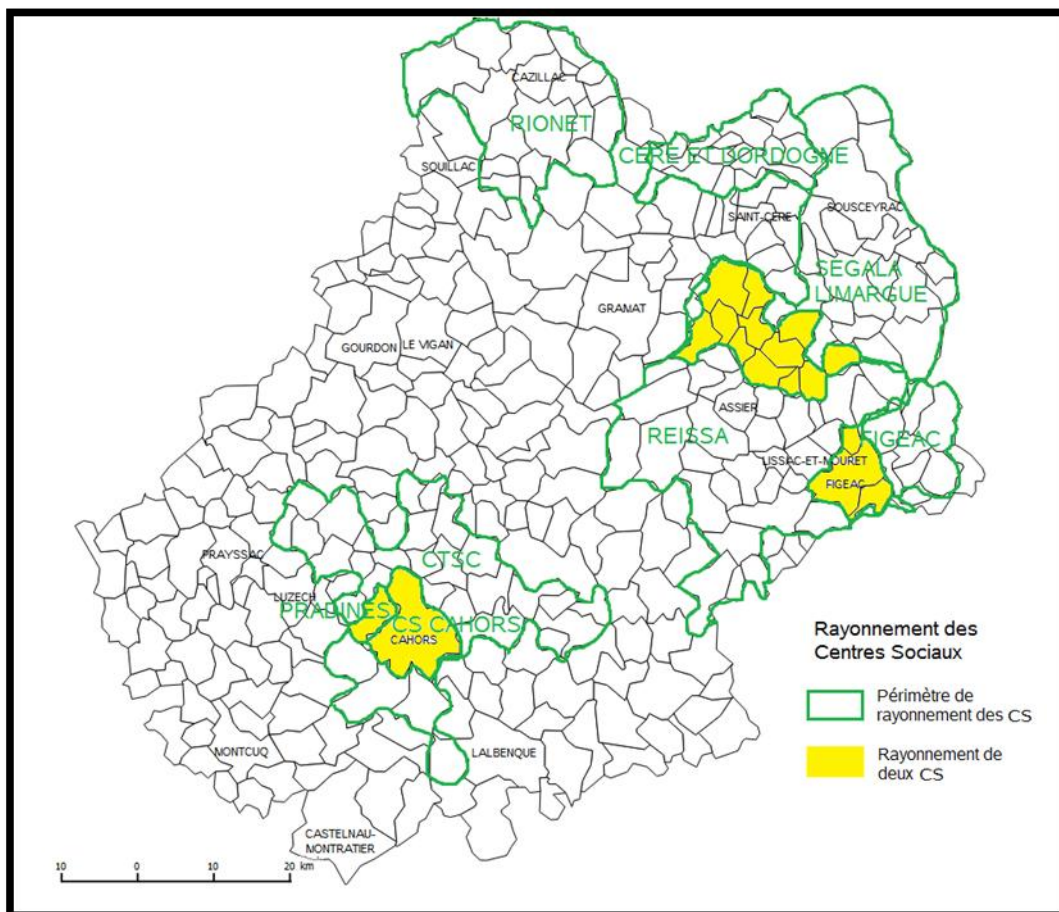 CAZILLAC
RIONET
CERE ET DORDOGNE
SOUILLAC
SOUSCEYRAC
SAINT-CERE
SEGALA
LIMARGUE
GRAMAT
GOURDON
LE VIGAN
ASSIER
REISSA
FIGEAC
LISSAC-ET-MOURET
FIGEAC
PRAYSSAC
CTSC
LUZECH
PRADINES
CS CAHORS
CAHORS
Rayonnement des
Centres Sociaux
Périmètre de
rayonnement des CS
MONTCUQ
LALBENQUE
Rayonnement de
deux CS
CASTELNAU-
MONTRATIER
10 0 10 20 km